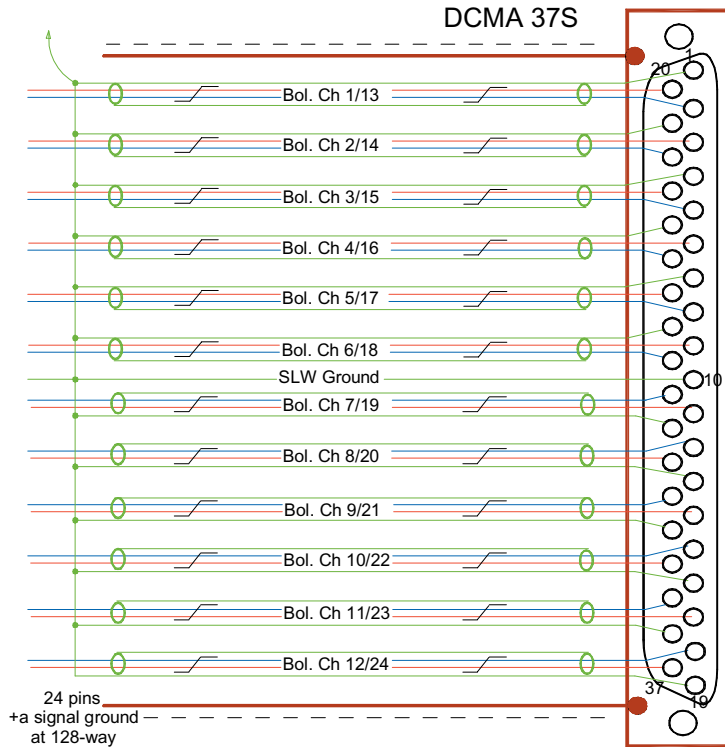 DCMA 37S
1
20
Bol. Ch 1/13
Bol. Ch 2/14
Bol. Ch 3/15
Bol. Ch 4/16
Bol. Ch 5/17
Bol. Ch 6/18
SLW Ground
10
Bol. Ch 7/19
Bol. Ch 8/20
Bol. Ch 9/21
Bol. Ch 10/22
Bol. Ch 11/23
Bol. Ch 12/24
37
19
24 pins
+a signal ground
at 128-way